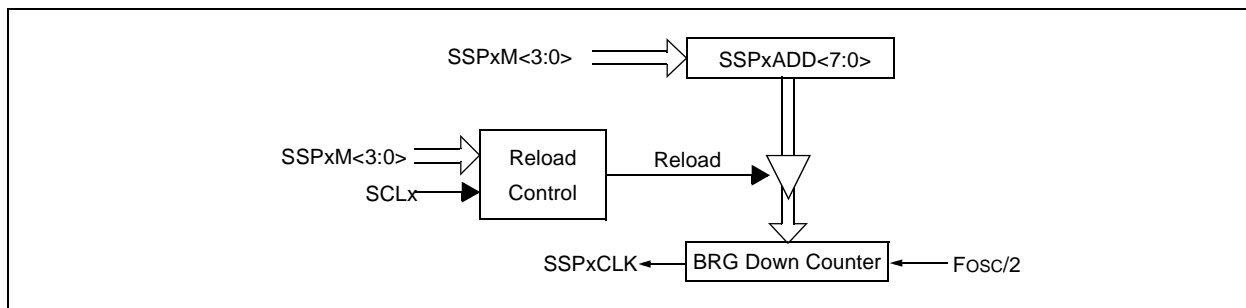 SSPxM<3:0>
SSPxADD<7:0>
SSPxM<3:0>
SCLx
Reload
Control
Reload
SSPxCLK
BRG Down Counter
FOSC/2